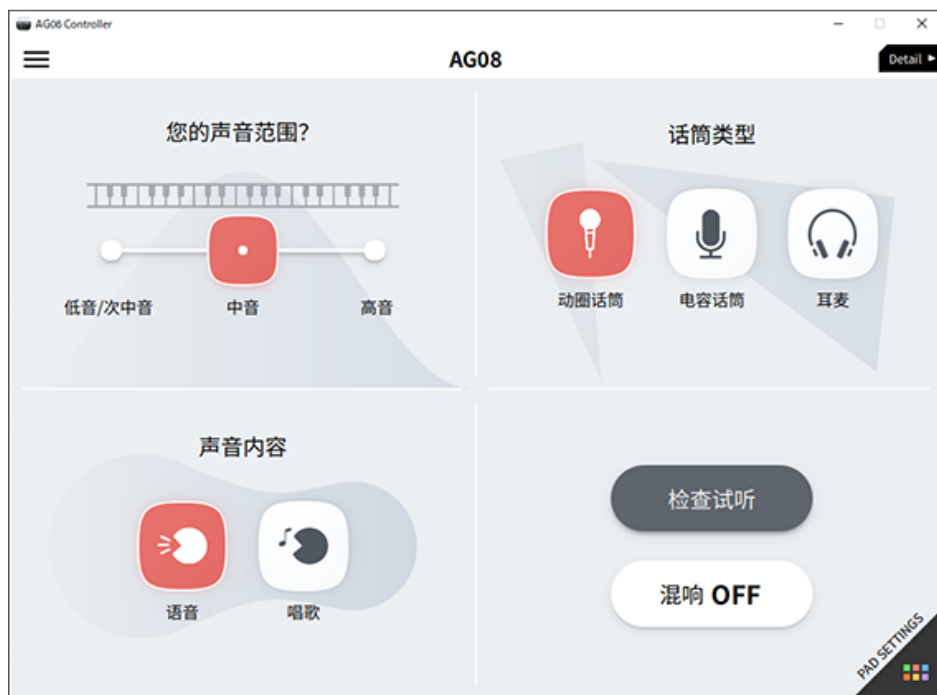 AG08 Controller
AG08
Detail
您的声音范围?
低音/次中音
中音
高音
话筒类型
动圈话筒
电容话筒
耳麦
声音内容
语音
唱歌
检查试听
混响 OFF
PAD SETTINGS